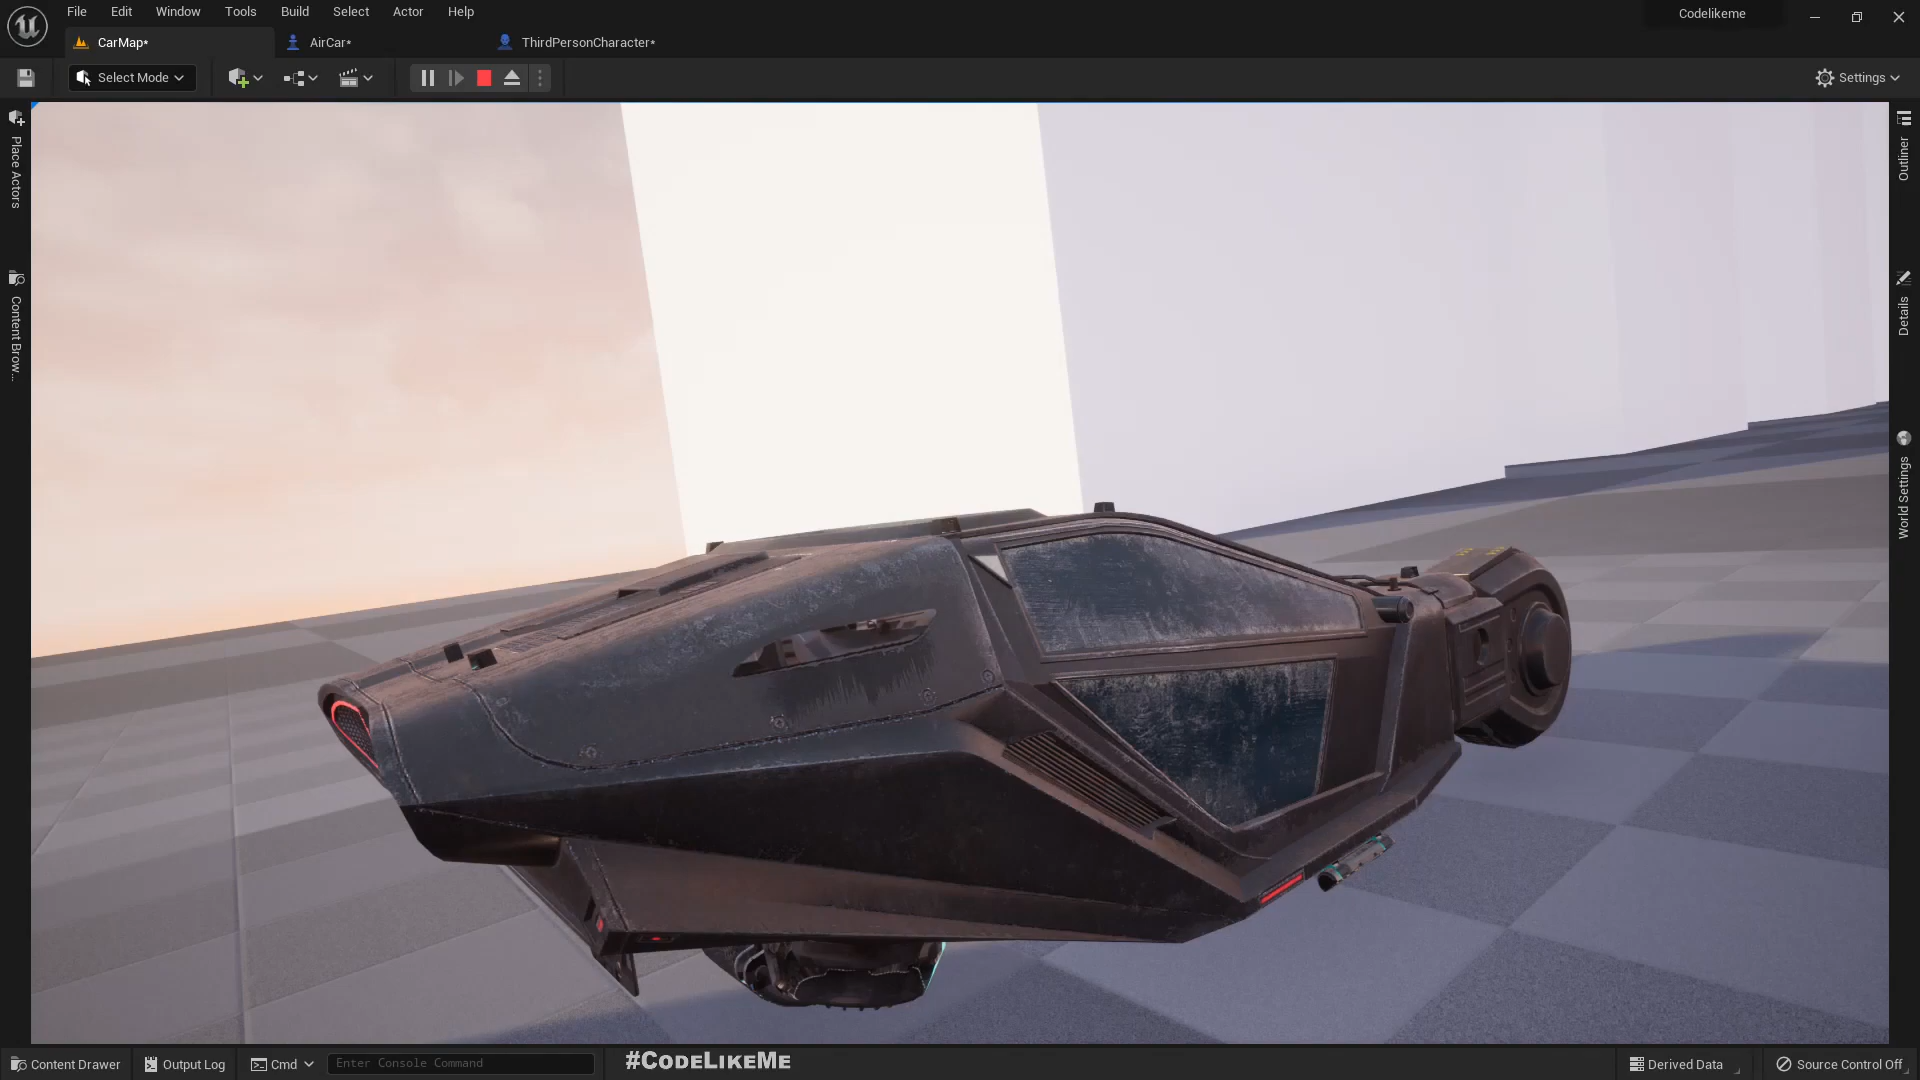 File Edit Window Tools Build Select Actor Help
Codelikeme
CarMap*
AirCar*
ThirdPersonCharacter*
Select Mode
Settings
Place Actors
Content Brow...
Outliner
Details
World Settings
Content Drawer
Output Log
Cmd
Enter Console Command
#CodeLikeMe
Derived Data
Source Control Off